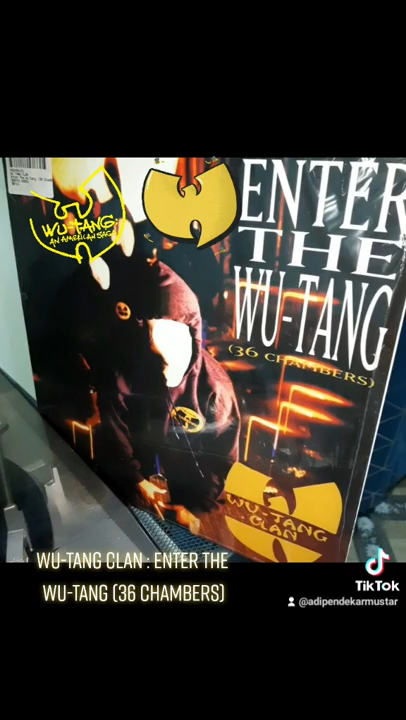 ENTER
THE
WU-TANG
(36 CHAMBERS)
WU-TANG
AN AMERICAN SAGA
WU-TANG
CLAN
WU-TANG CLAN : ENTER THE
WU-TANG (36 CHAMBERS)
TikTok
@adipendekarmustar